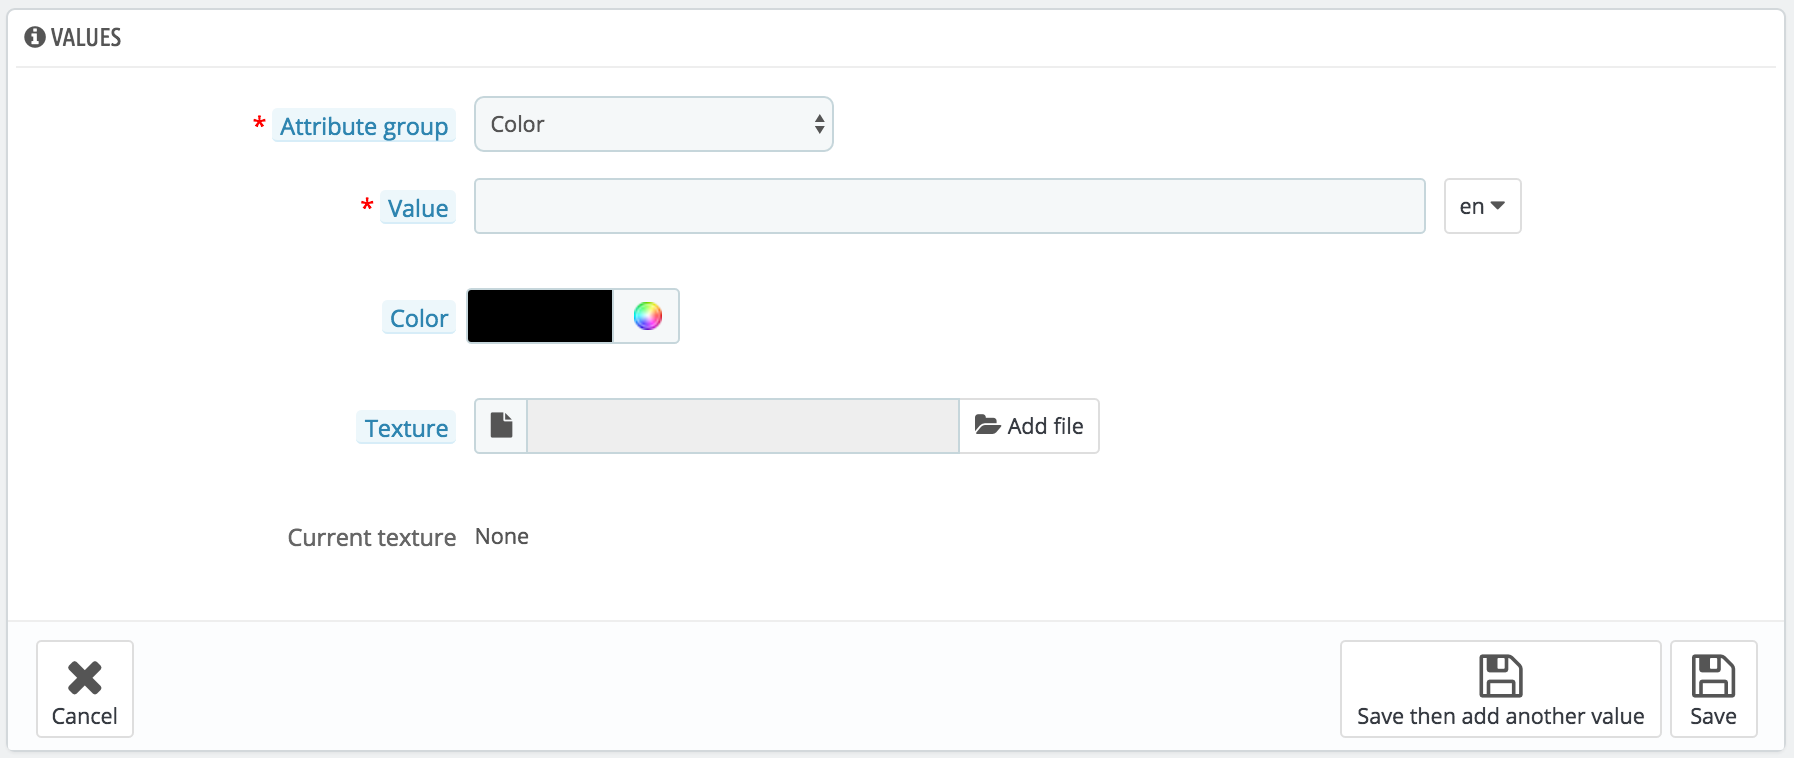 VALUES
* Attribute group Color
* Value en
Color
Texture Add file
Current texture None
Cancel Save then add another value Save